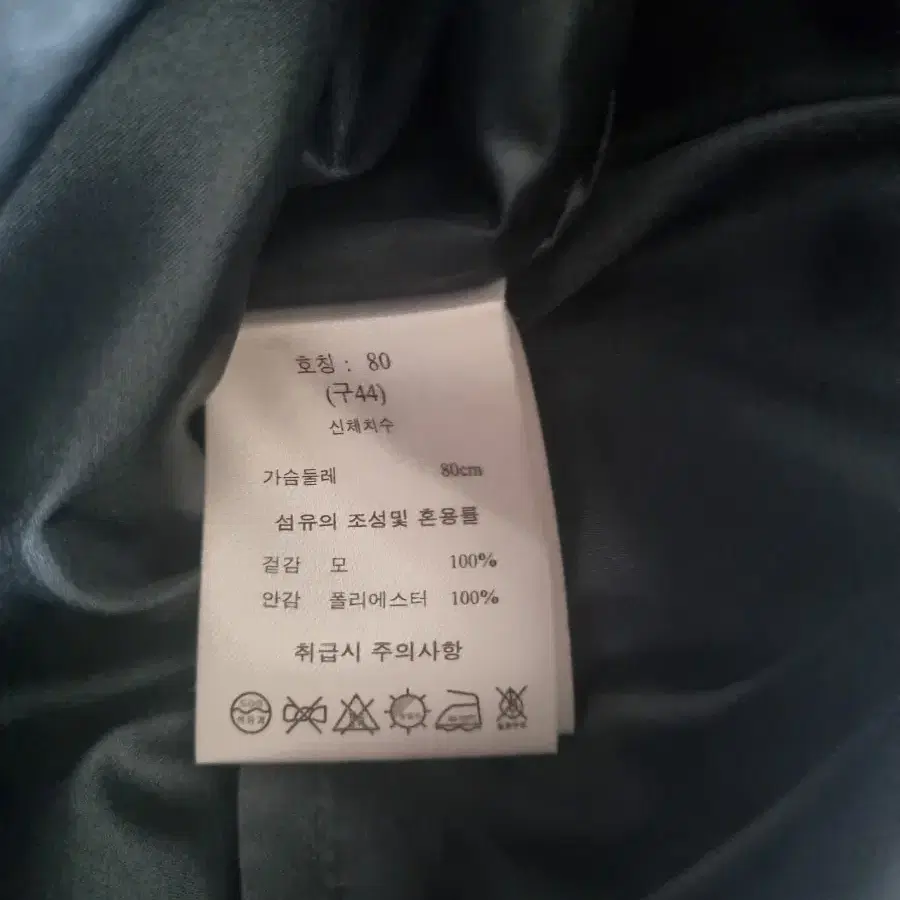 호칭 : 80
(구44)
신체치수
가슴둘레 80cm
섬유의 조성및 혼용률
겉감 모 100%
안감 폴리에스터 100%
취급시 주의사항